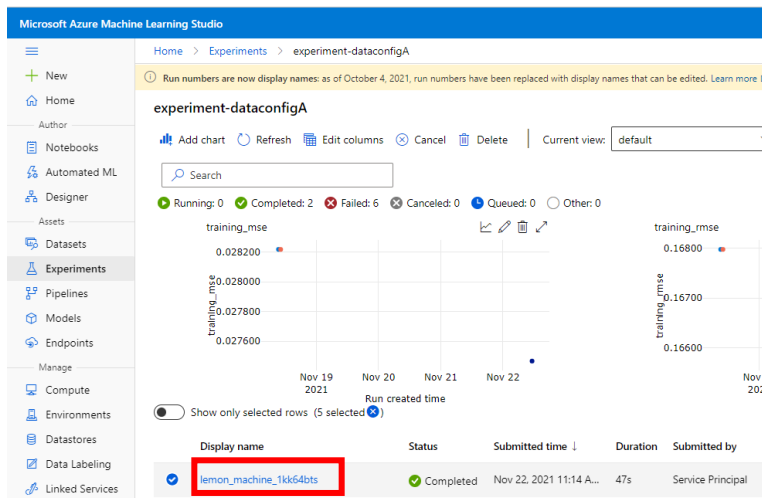 Microsoft Azure Machine Learning Studio
Home > Experiments > experiment-dataconfigA
New
Home
Author
Notebooks
Automated ML
Designer
Assets
Datasets
Experiments
Pipelines
Models
Endpoints
Manage
Compute
Environments
Datastores
Data Labeling
Linked Services
Run numbers are now display names: as of October 4, 2021, run numbers have been replaced with display names that can be edited. Learn more
experiment-dataconfigA
Add chart Refresh Edit columns Cancel Delete Current view: default
Search
Running: 0 Completed: 2 Failed: 6 Canceled: 0 Queued: 0 Other: 0
training_mse
0.028200
0.028000
0.027800
0.027600
training_mse
Nov 19 Nov 20 Nov 21 Nov 22
2021
Run created time
training_rmse
0.16800
0.16700
0.16600
training_rmse
Nov
202
Show only selected rows (5 selected )
Display name Status Submitted time ↓ Duration Submitted by
lemon_machine_1kk64bts Completed Nov 22, 2021 11:14 A... 47s Service Principal